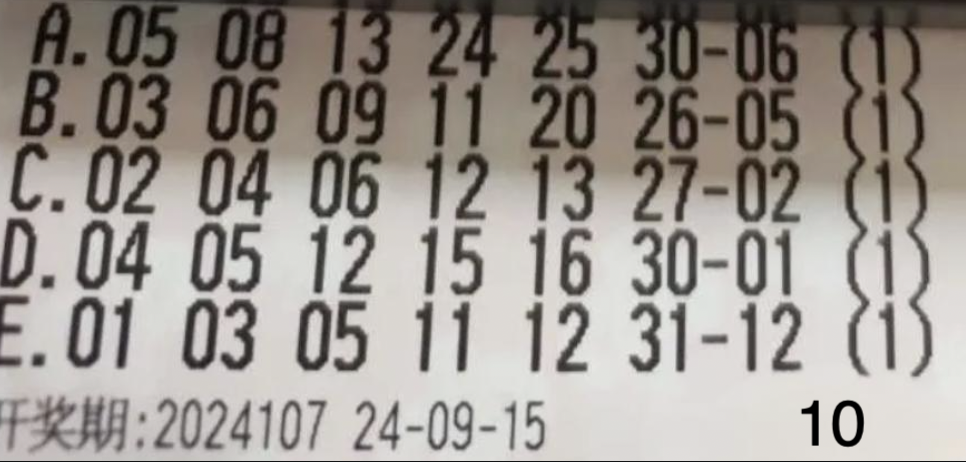 A.05 08 13 24 25 30-06 (1)
B.03 06 09 11 20 26-05 (1)
C.02 04 06 12 13 27-02 (1)
D.04 05 12 15 16 30-01 (1)
E.01 03 05 11 12 31-12 (1)
开奖期:2024107 24-09-15 10